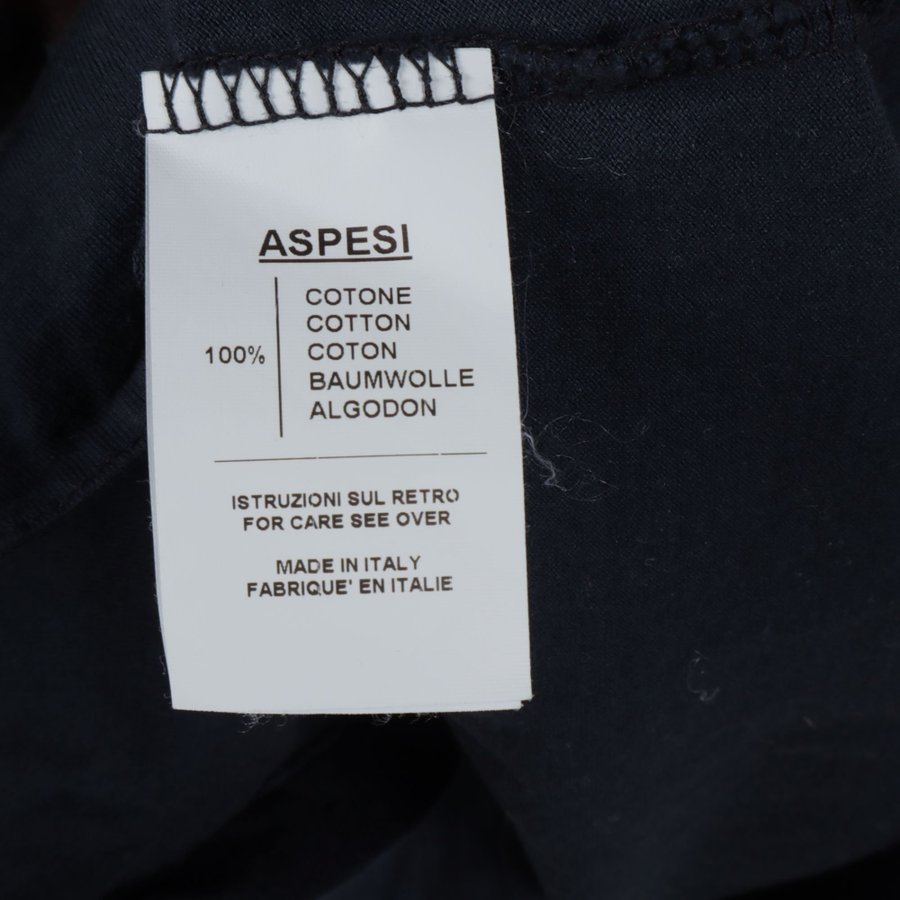 ASPESI
100%
COTONE
COTTON
COTON
BAUMWOLLE
ALGODON
ISTRUZIONI SUL RETRO
FOR CARE SEE OVER
MADE IN ITALY
FABRIQUE' EN ITALIE